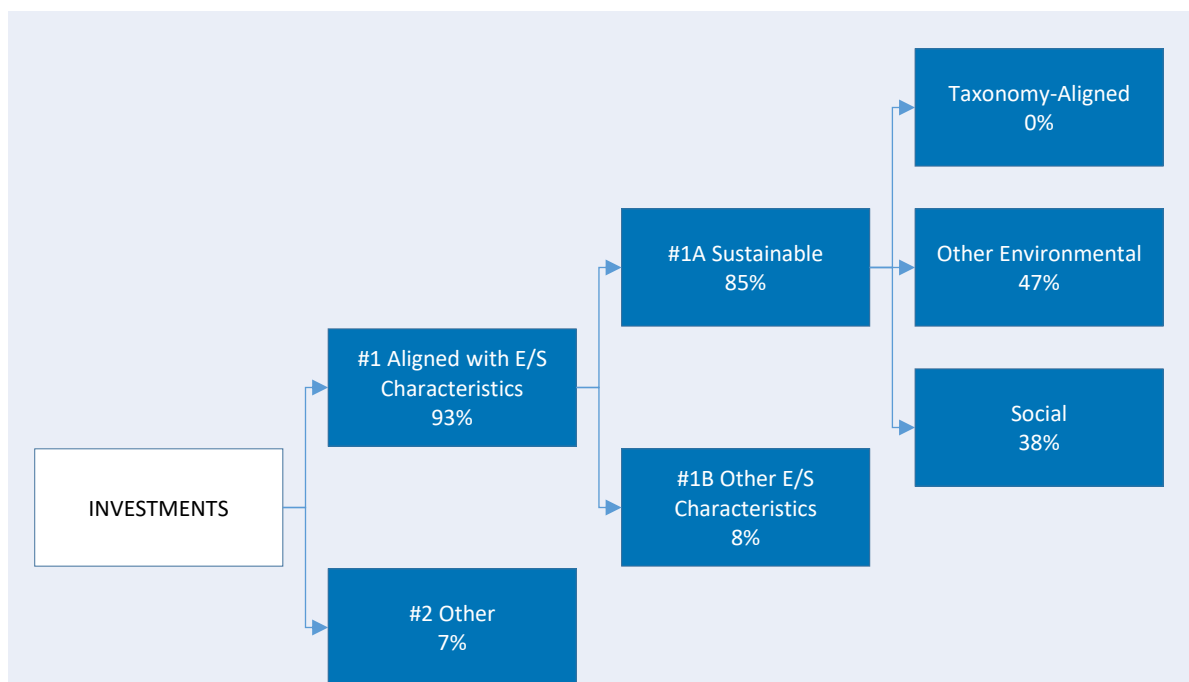 INVESTMENTS
#1 Aligned with E/S
Characteristics
93%
#2 Other
7%
#1A Sustainable
85%
#1B Other E/S
Characteristics
8%
Taxonomy-Aligned
0%
Other Environmental
47%
Social
38%